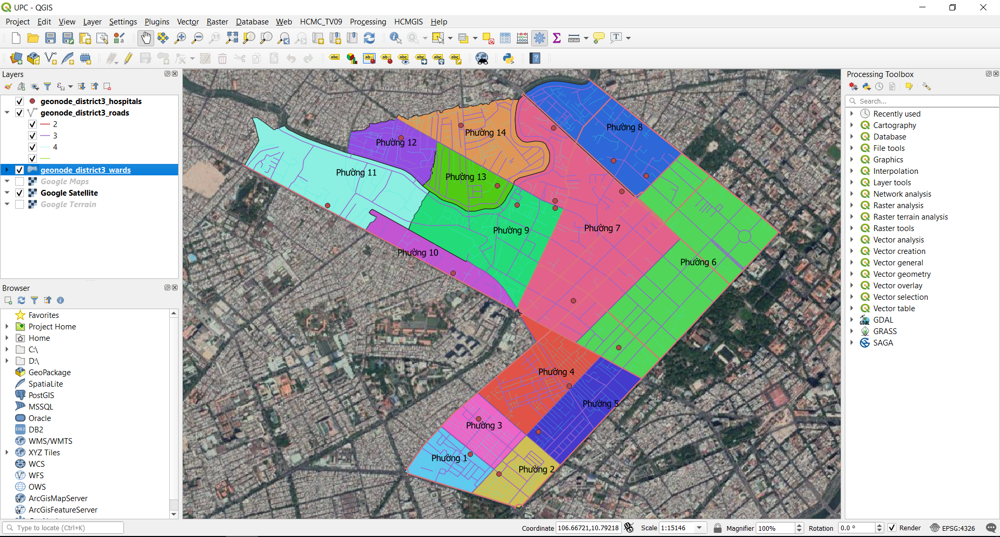 UPC - QGIS
Project Edit View Layer Settings Plugins Vector Raster Database Web HCMC_TV09 Processing HCMGIS Help
Layers
geonode_district3_hospitals
geonode_district3_roads
2
3
4
geonode_district3_wards
Google Maps
Google Satellite
Google Terrain
Browser
Favorites
Project Home
Home
C:\
D:\
GeoPackage
SpatiaLite
PostGIS
MSSQL
Oracle
DB2
WMS/WMTS
XYZ Tiles
WCS
WFS
OWS
ArcGisMapServer
ArcGisFeatureServer
Phường 8
Phường 14
Phường 12
Phường 11
Phường 13
Phường 7
Phường 9
Phường 10
Phường 6
Phường 4
Phường 5
Phường 3
Phường 1
Phường 2
Processing Toolbox
Search...
Recently used
Cartography
Database
File tools
Graphics
Interpolation
Layer tools
Network analysis
Raster analysis
Raster terrain analysis
Raster tools
Vector analysis
Vector creation
Vector general
Vector geometry
Vector overlay
Vector selection
Vector table
GDAL
GRASS
SAGA
Type to locate (Ctrl+K)
Coordinate 106.66721,10.79218 Scale 1:15146 Magnifier 100% Rotation 0.0 ° Render EPSG:4326